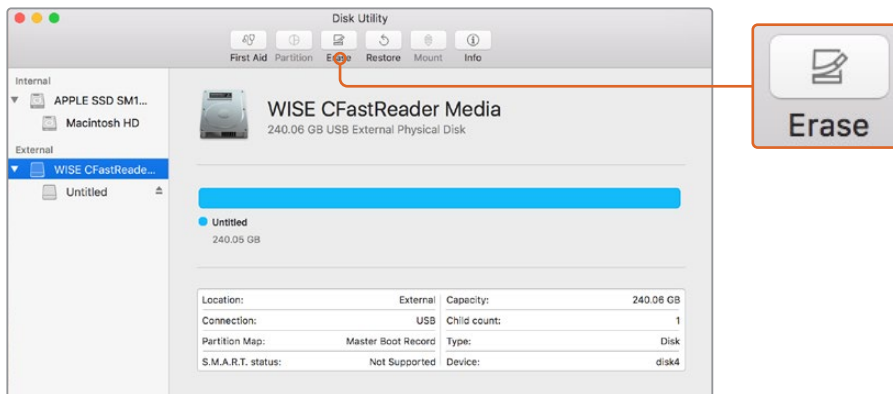 Disk Utility
First Aid Partition Erase Restore Mount Info
Erase
Internal
APPLE SSD SM1...
Macintosh HD
External
WISE CFastReade...
Untitled
WISE CFastReader Media
240.06 GB USB External Physical Disk
Untitled
240.05 GB
Location: External Capacity: 240.06 GB
Connection: USB Child count: 1
Partition Map: Master Boot Record Type: Disk
S.M.A.R.T. status: Not Supported Device: disk4